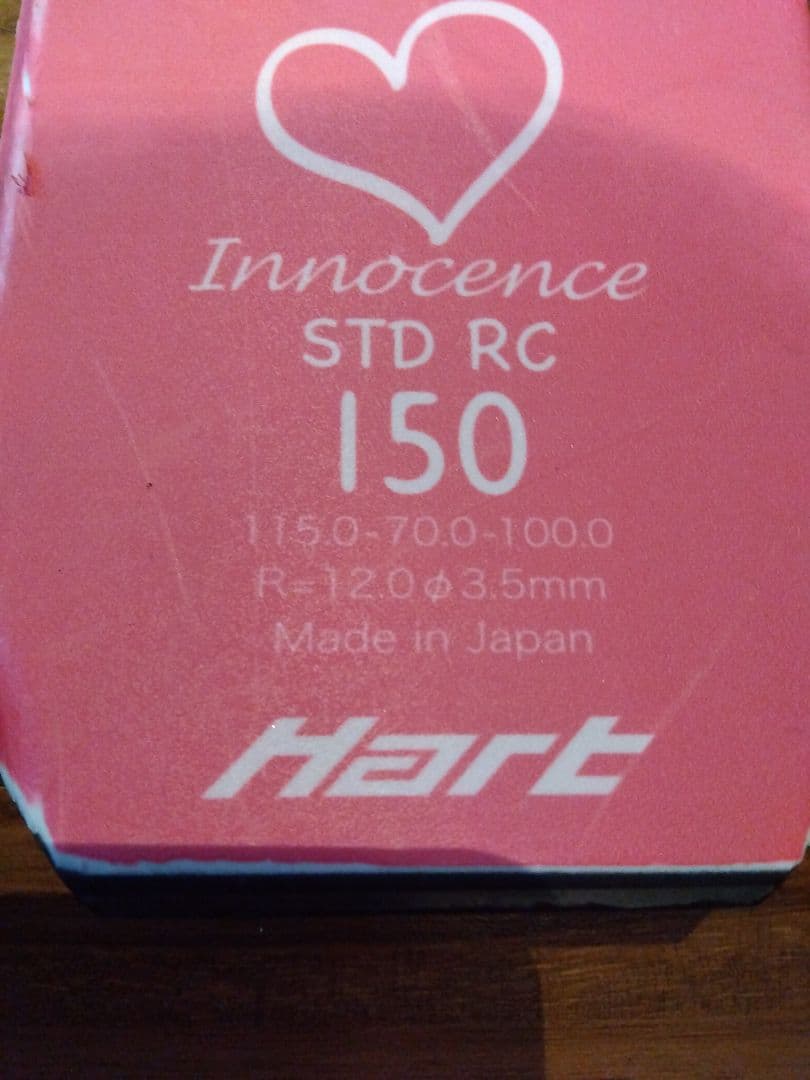 Innocence
STD RC
150
115.0-70.0-100.0
R=12.0φ3.5mm
Made in Japan
Hart